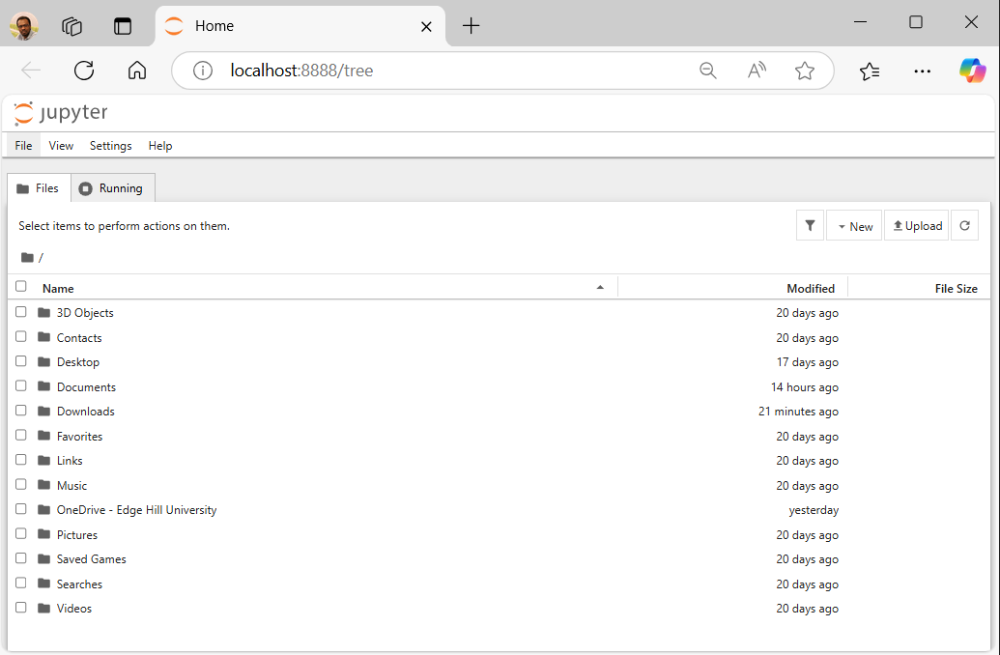 Home
localhost:8888/tree
jupyter
File View Settings Help
Files Running
Select items to perform actions on them.
New Upload
/
Name Modified File Size
3D Objects 20 days ago
Contacts 20 days ago
Desktop 17 days ago
Documents 14 hours ago
Downloads 21 minutes ago
Favorites 20 days ago
Links 20 days ago
Music 20 days ago
OneDrive - Edge Hill University yesterday
Pictures 20 days ago
Saved Games 20 days ago
Searches 20 days ago
Videos 20 days ago